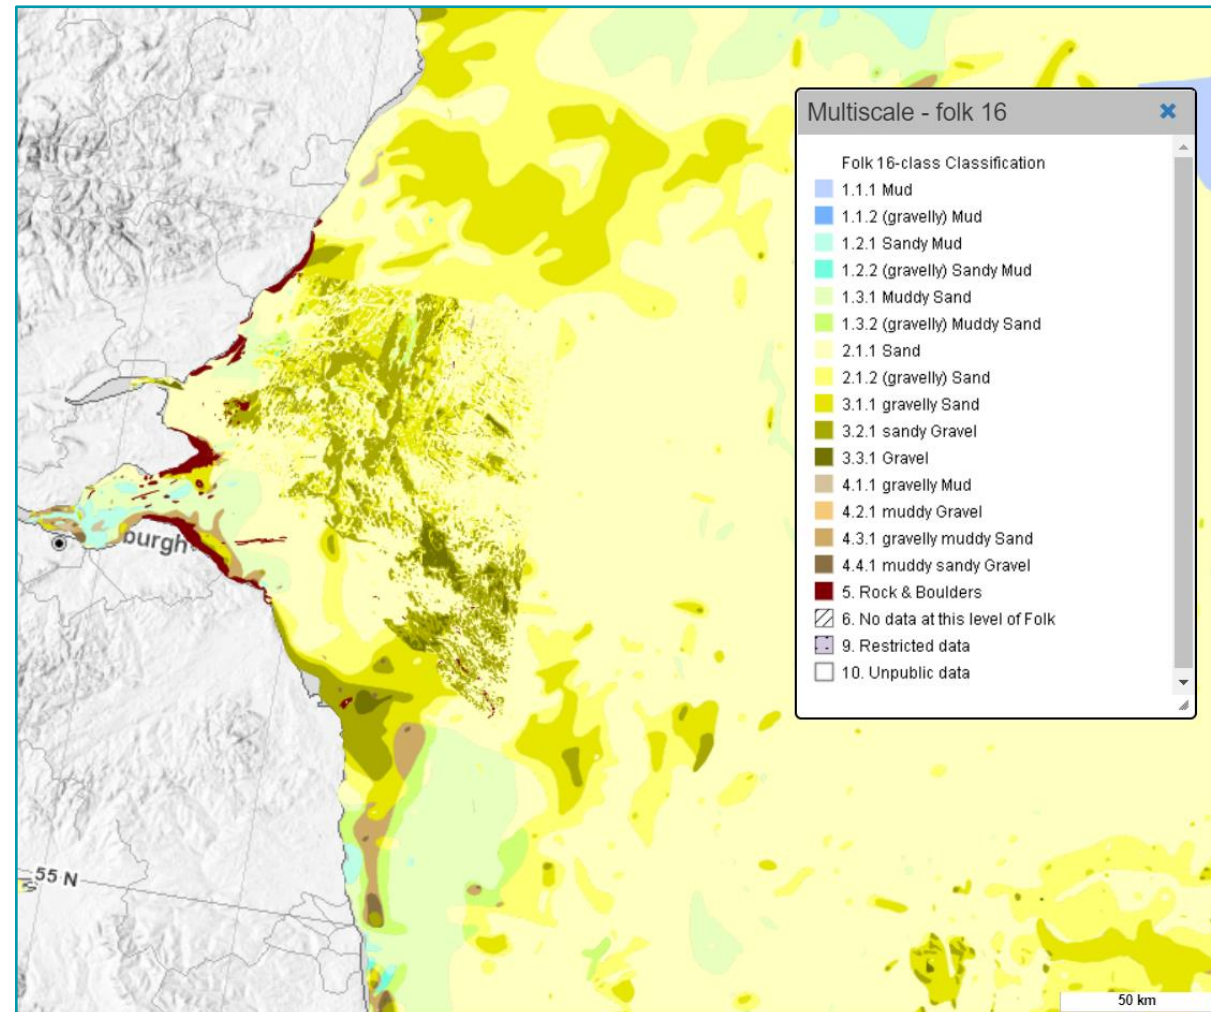 Multiscale - folk 16
Folk 16-class Classification
1.1.1 Mud
1.1.2 (gravelly) Mud
1.2.1 Sandy Mud
1.2.2 (gravelly) Sandy Mud
1.3.1 Muddy Sand
1.3.2 (gravelly) Muddy Sand
2.1.1 Sand
2.1.2 (gravelly) Sand
3.1.1 gravelly Sand
3.2.1 sandy Gravel
3.3.1 Gravel
4.1.1 gravelly Mud
4.2.1 muddy Gravel
4.3.1 gravelly muddy Sand
4.4.1 muddy sandy Gravel
5. Rock & Boulders
6. No data at this level of Folk
9. Restricted data
10. Unpublic data
burgh
55 N
50 km